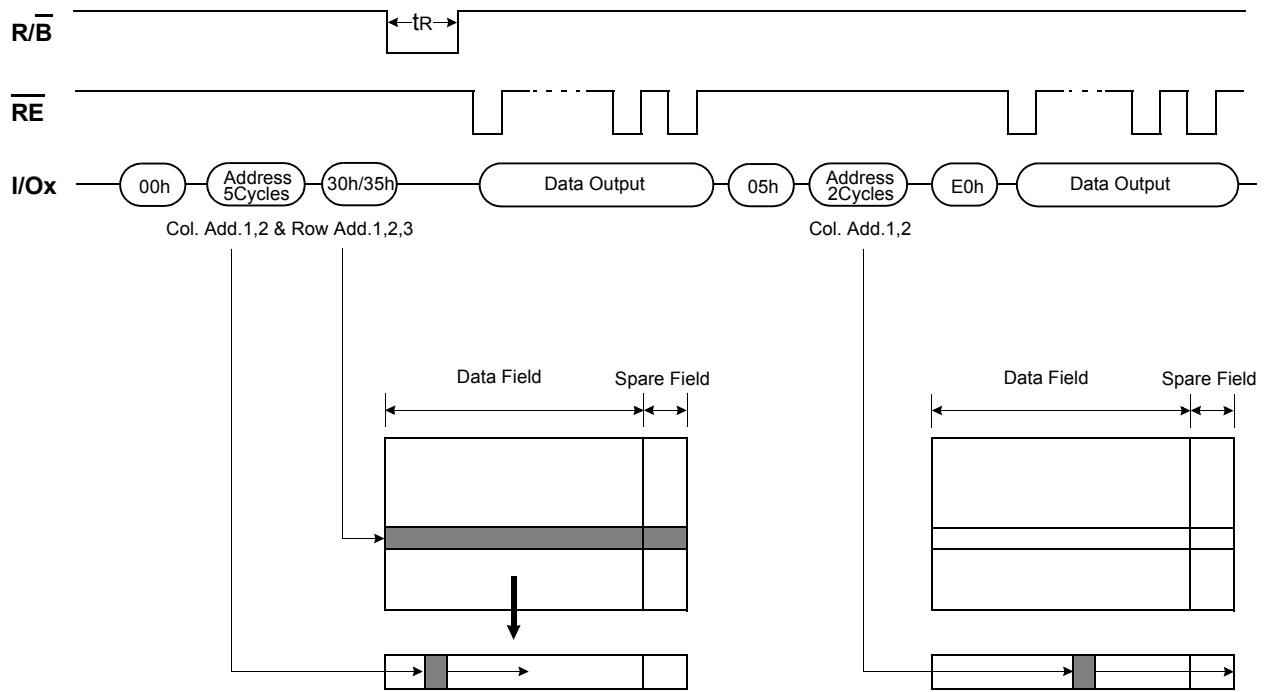 R/B
tR
RE
I/Ox
00h
Address
5Cycles
30h/35h
Data Output
05h
Address
2Cycles
E0h
Data Output
Col. Add.1,2 & Row Add.1,2,3
Col. Add.1,2
Data Field
Spare Field
Data Field
Spare Field